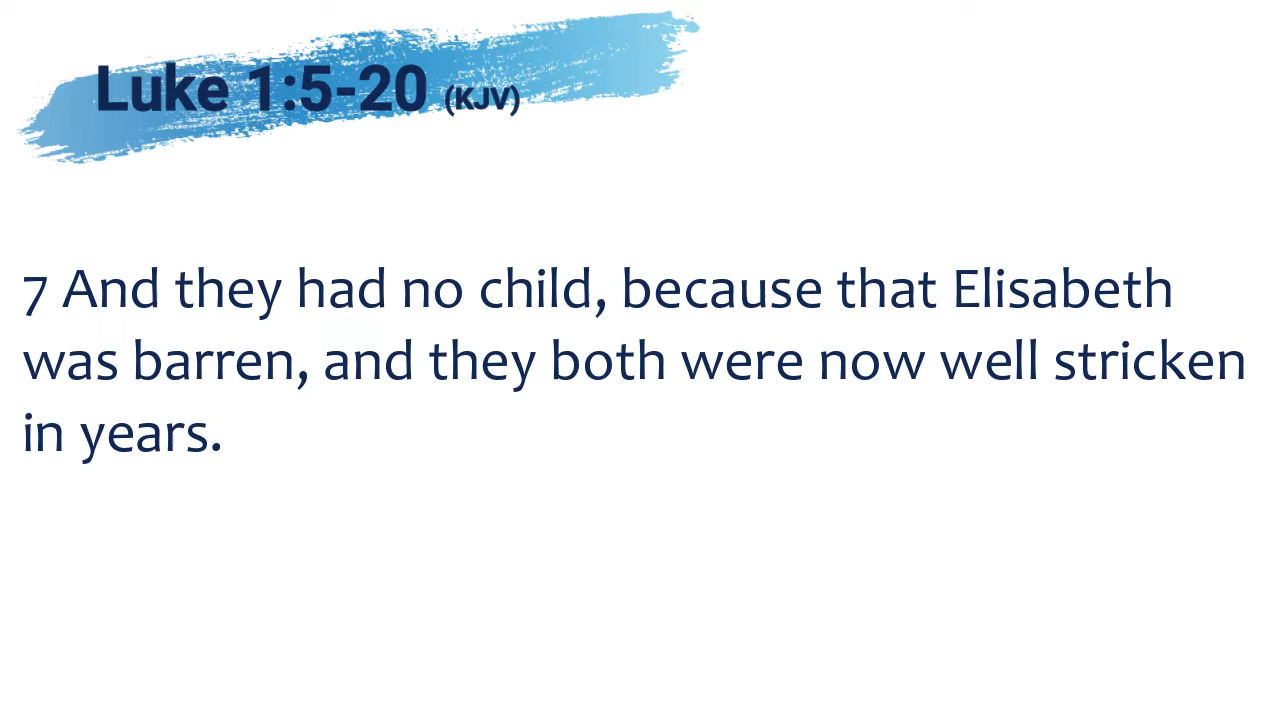 Luke 1:5-20 (KJV)
7 And they had no child, because that Elisabeth
was barren, and they both were now well stricken
in years.